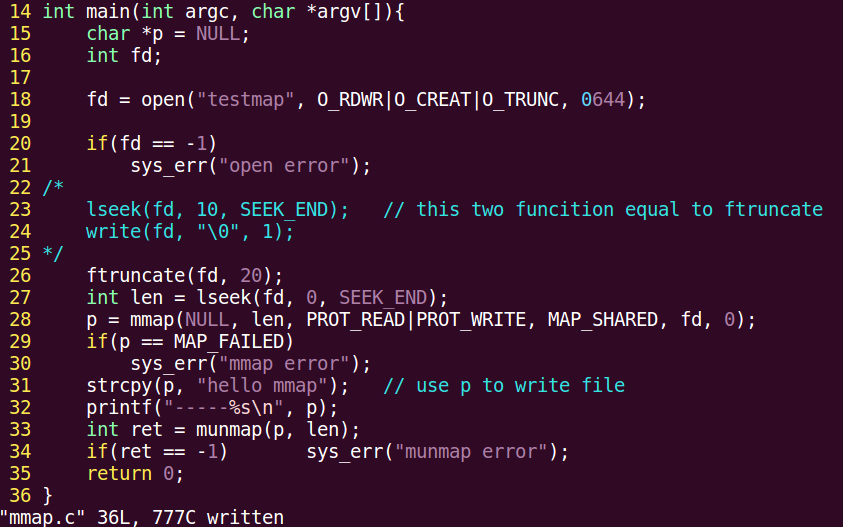 14 int main(int argc, char *argv[]){
15     char *p = NULL;
16     int fd;
17
18     fd = open("testmap", O_RDWR|O_CREAT|O_TRUNC, 0644);
19
20     if(fd == -1)
21         sys_err("open error");
22 /*
23     lseek(fd, 10, SEEK_END);   // this two funcition equal to ftruncate
24     write(fd, "\0", 1);
25 */
26     ftruncate(fd, 20);
27     int len = lseek(fd, 0, SEEK_END);
28     p = mmap(NULL, len, PROT_READ|PROT_WRITE, MAP_SHARED, fd, 0);
29     if(p == MAP_FAILED)
30         sys_err("mmap error");
31     strcpy(p, "hello mmap");   // use p to write file
32     printf("-----%s\n", p);
33     int ret = munmap(p, len);
34     if(ret == -1)       sys_err("munmap error");
35     return 0;
36 }
"mmap.c" 36L, 777C written